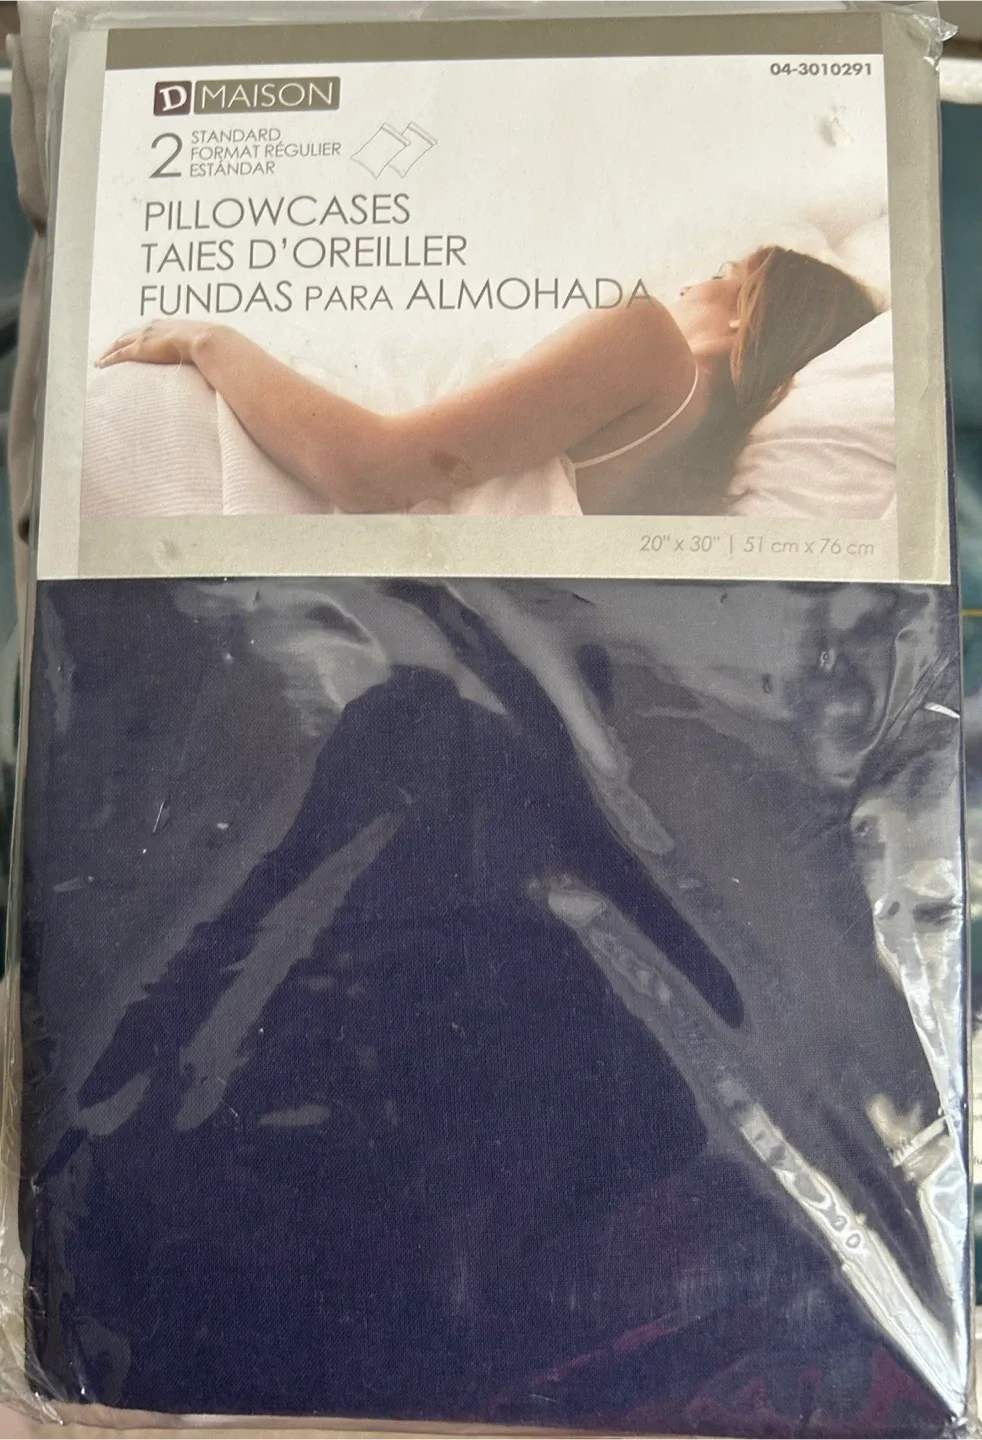 04-3010291
D MAISON
2 STANDARD
FORMAT RÉGULIER
ESTÁNDAR
PILLOWCASES
TAIES D'OREILLER
FUNDAS PARA ALMOHADA
20" x 30" | 51 cm x 76 cm